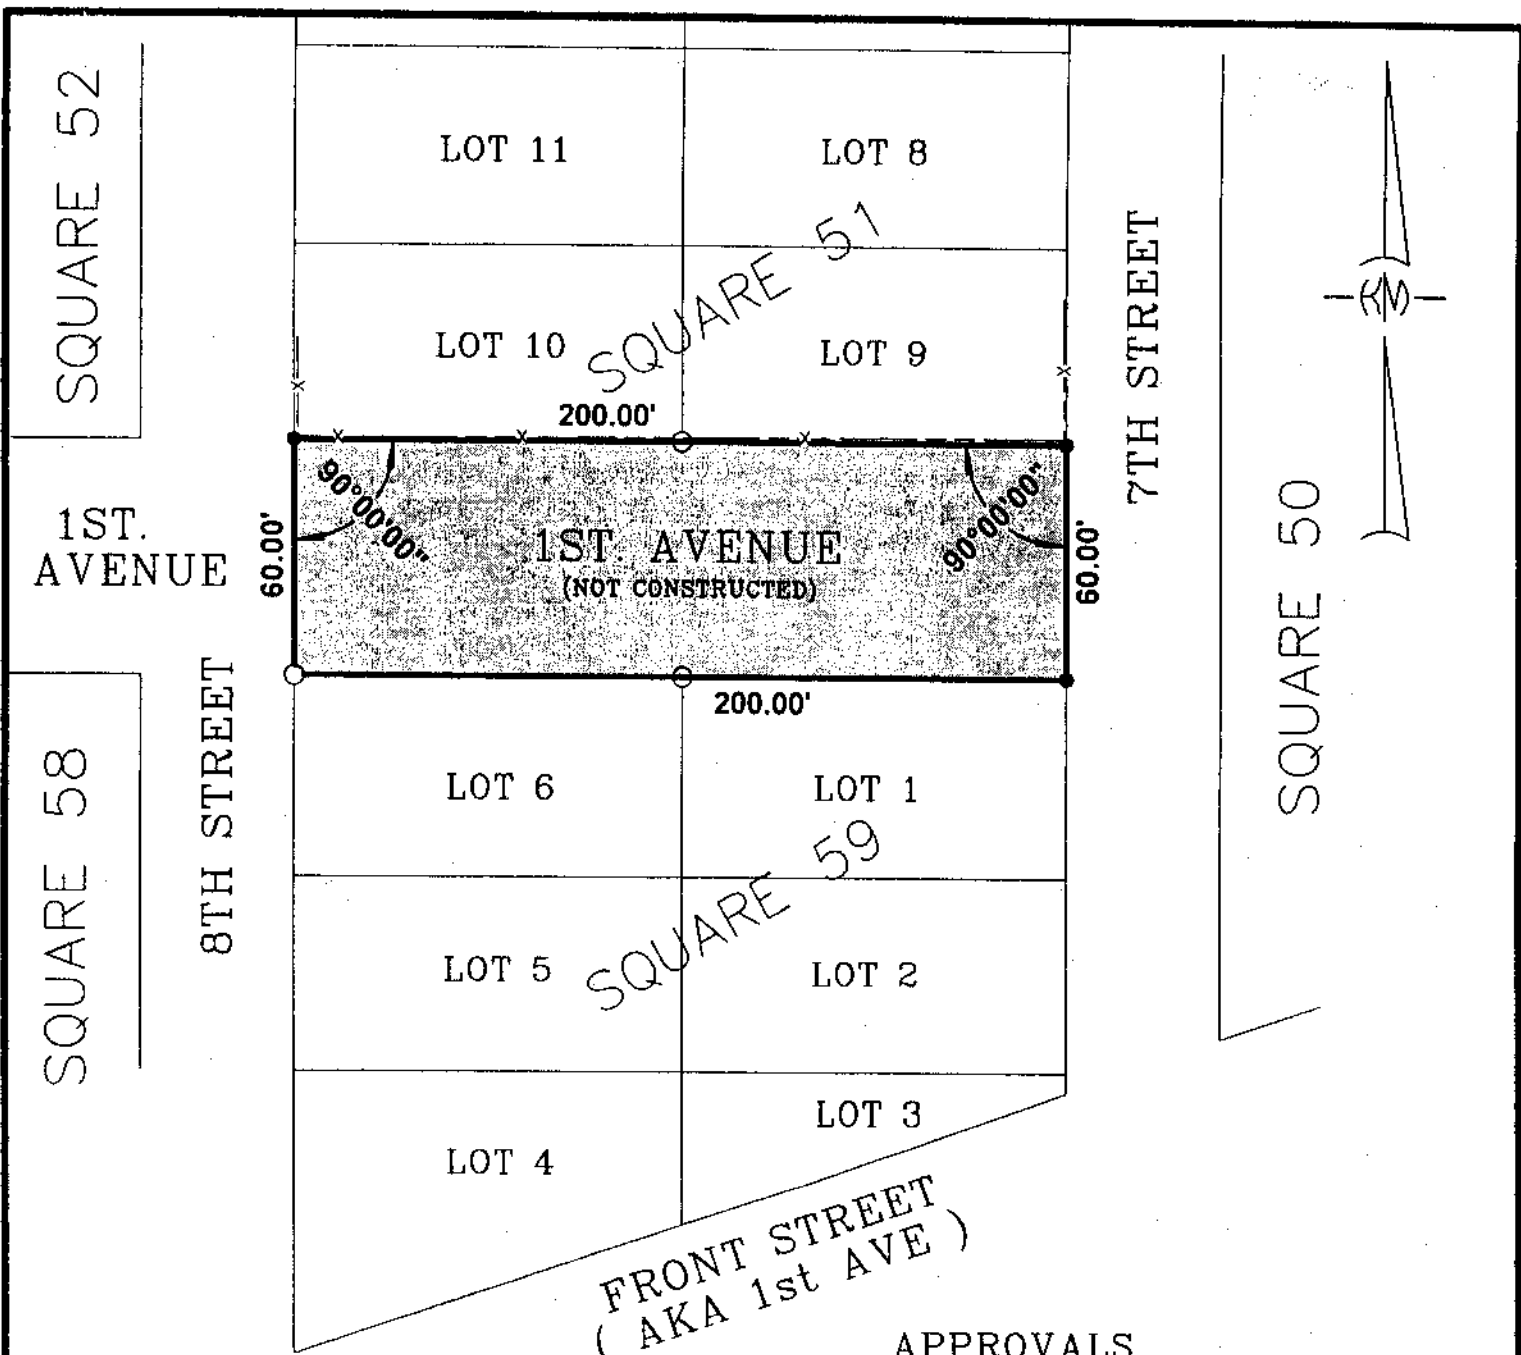 SQUARE 52
LOT 11
LOT 8
SQUARE 51
LOT 10
LOT 9
7TH STREET
200.00'
1ST.
AVENUE
60.00'
90°00'00"
1ST. AVENUE
(NOT CONSTRUCTED)
90°00'00"
60.00'
SQUARE 50
200.00'
8TH STREET
SQUARE 58
LOT 6
LOT 1
SQUARE 59
LOT 5
LOT 2
LOT 3
LOT 4
FRONT STREET
( AKA 1st AVE )
APPROVALS